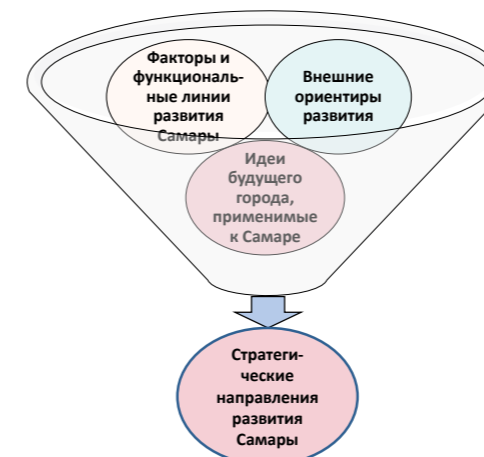 Факторы и
функциональ-
ные линии
развития
Самары
Внешние
ориентиры
развития
Идеи
будущего
города,
применимые
к Самаре
Стратеги-
ческие
направления
развития
Самары